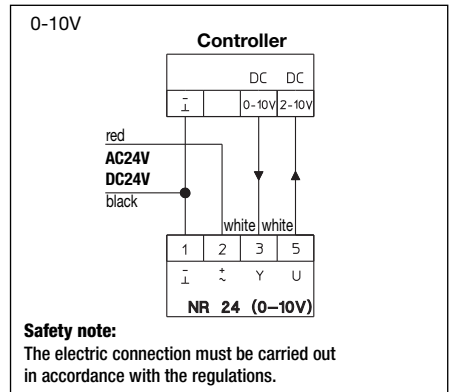 0-10V
Controller
DC DC
⊥ 0-10V 2-10V
red
AC24V
DC24V
black
white white
1 2 3 5
⊥ ~ Y U
NR 24 (0-10V)
Safety note:
The electric connection must be carried out
in accordance with the regulations.